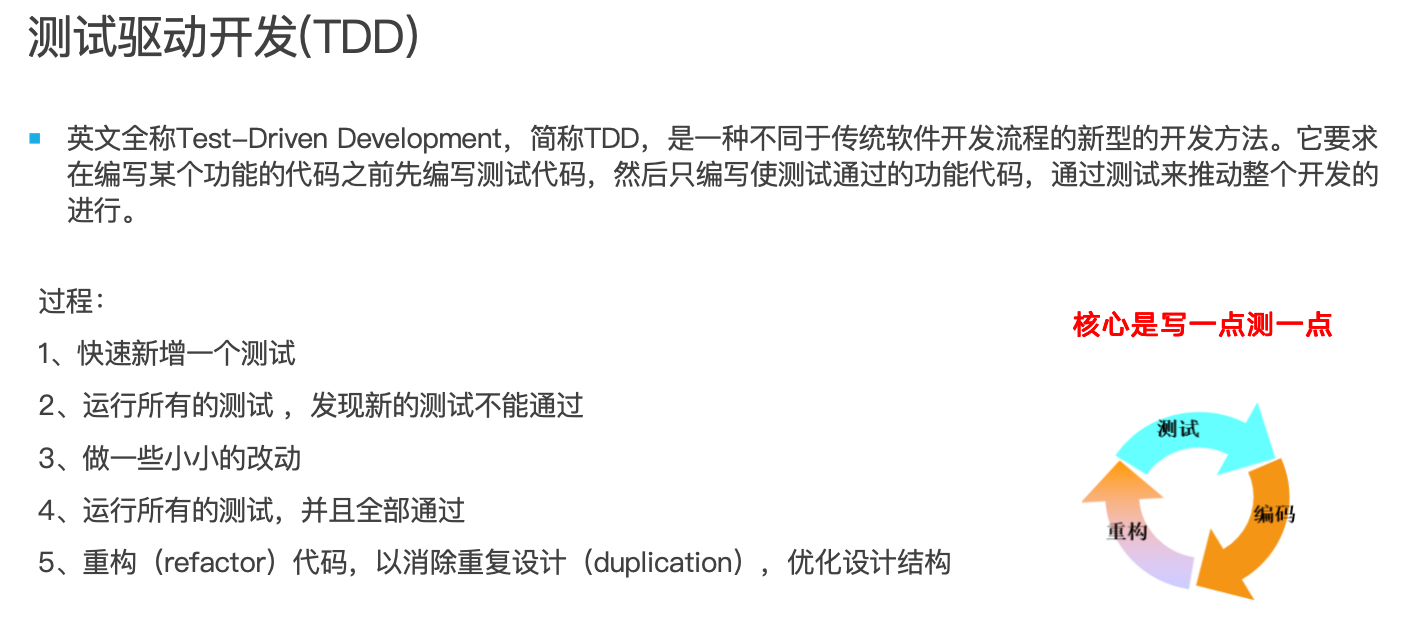 测试驱动开发(TDD)
英文全称Test-Driven Development，简称TDD，是一种不同于传统软件开发流程的新型的开发方法。它要求
在编写某个功能的代码之前先编写测试代码，然后只编写使测试通过的功能代码，通过测试来推动整个开发的
进行。
过程：
1、快速新增一个测试
2、运行所有的测试 ，发现新的测试不能通过
3、做一些小小的改动
4、运行所有的测试，并且全部通过
5、重构（refactor）代码，以消除重复设计（duplication），优化设计结构
核心是写一点测一点
测试
编码
重构